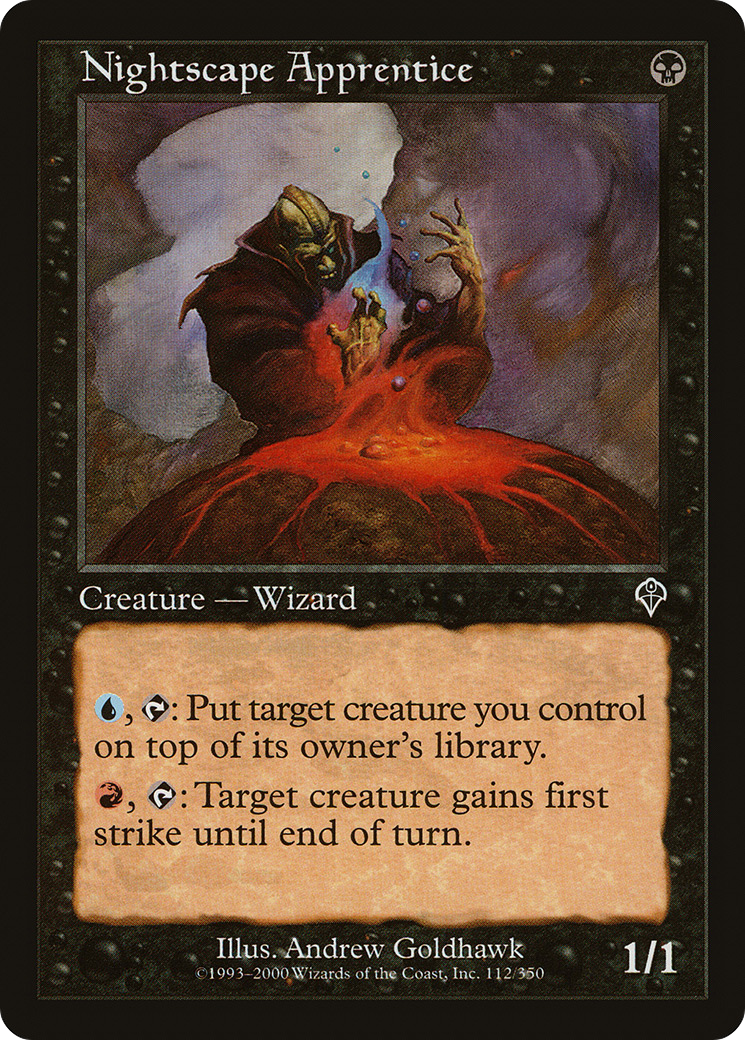 Nightscape Apprentice
Creature — Wizard
, : Put target creature you control
on top of its owner's library.
, : Target creature gains first
strike until end of turn.
Illus. Andrew Goldhawk
©1993–2000 Wizards of the Coast, Inc. 112/350
1/1